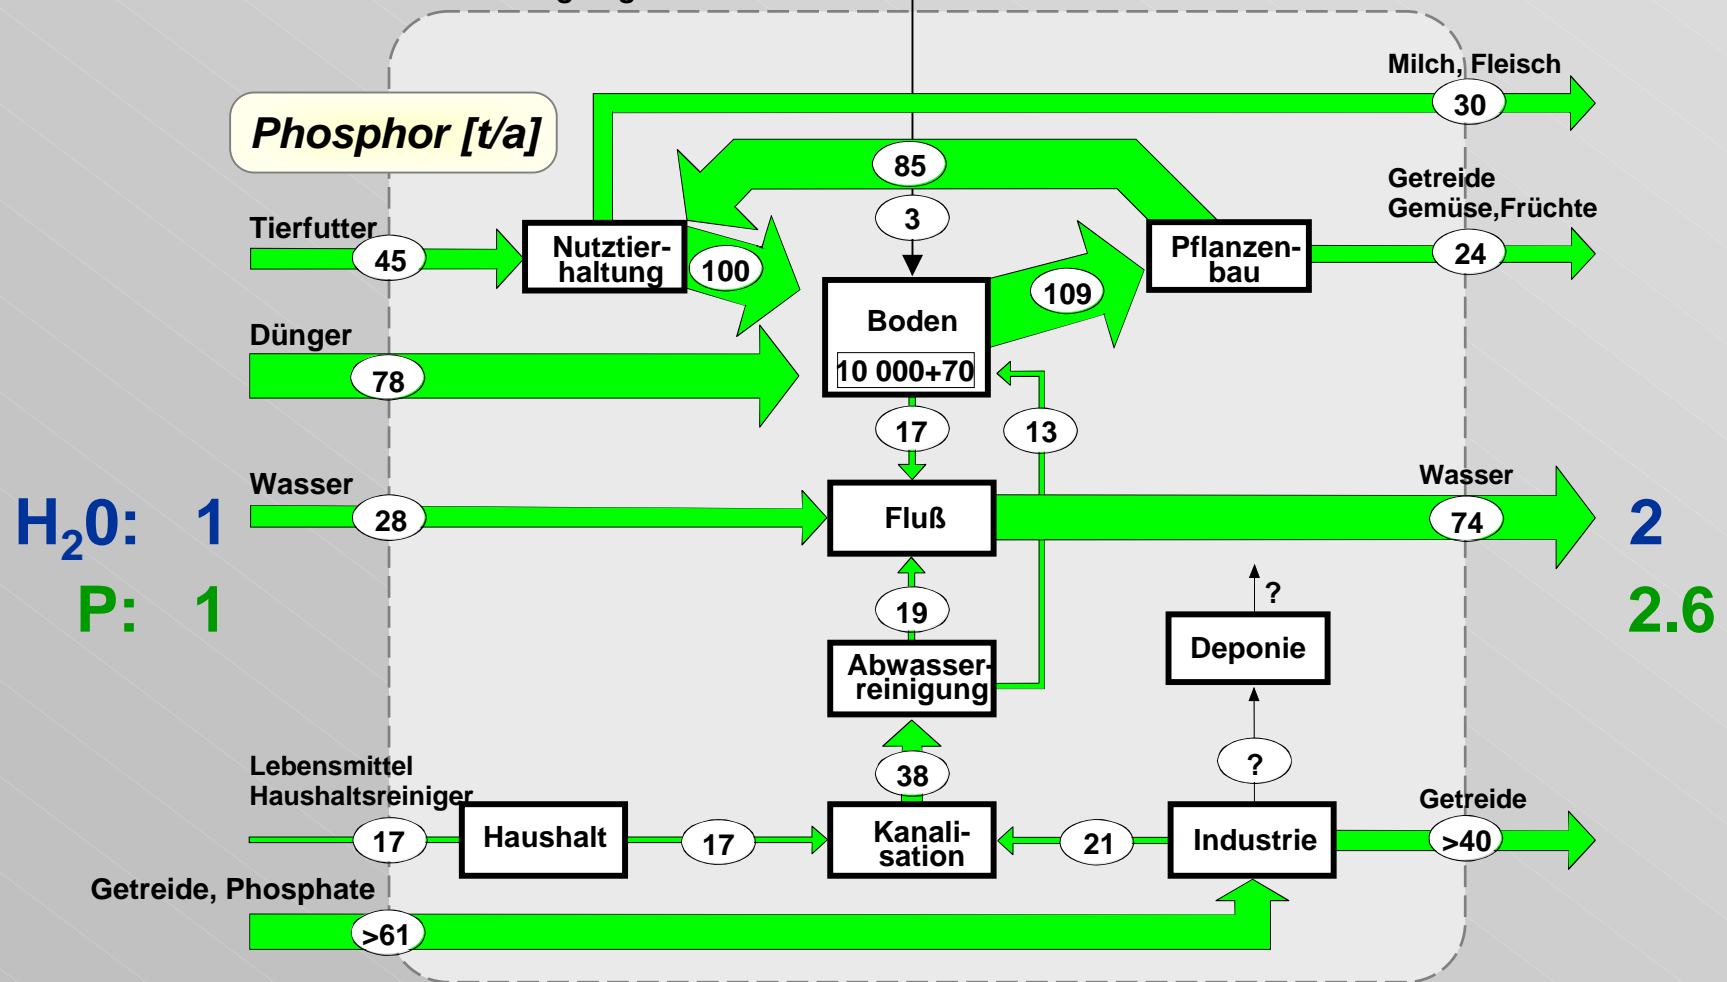 Milch, Fleisch
30
Phosphor [t/a]
85
Getreide
Gemüse,Früchte
3
Tierfutter
45
Nutztier-
haltung
100
109
Pflanzen-
bau
24
Boden
10 000+70
Dünger
78
17
13
Wasser
28
Fluß
Wasser
74
H₂0: 1
2
P: 1
2.6
19
?
Deponie
Abwasser-
reinigung
38
?
Lebensmittel
Haushaltsreiniger
17
Haushalt
17
Kanali-
sation
21
Industrie
Getreide
>40
Getreide, Phosphate
>61